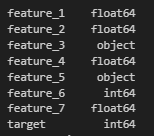 feature_1 float64
feature_2 float64
feature_3 object
feature_4 float64
feature_5 object
feature_6 int64
feature_7 float64
target int64